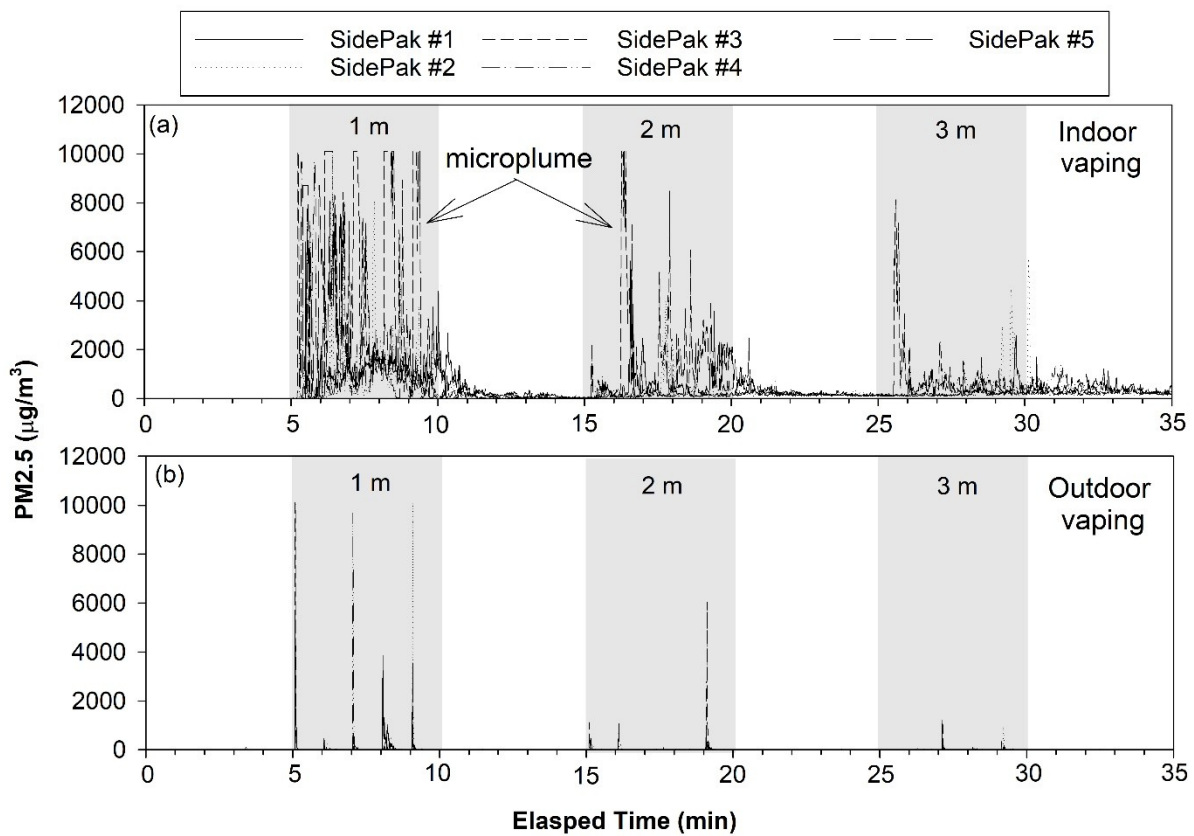 SidePak #1 SidePak #3 SidePak #5
SidePak #2 SidePak #4
PM2.5 (µg/m³)
12000
10000
8000
6000
4000
2000
0
(a)
1 m
2 m
3 m
Indoor
vaping
microplume
0 5 10 15 20 25 30 35
12000
10000
8000
6000
4000
2000
0
(b)
1 m
2 m
3 m
Outdoor
vaping
0 5 10 15 20 25 30 35
Elasped Time (min)